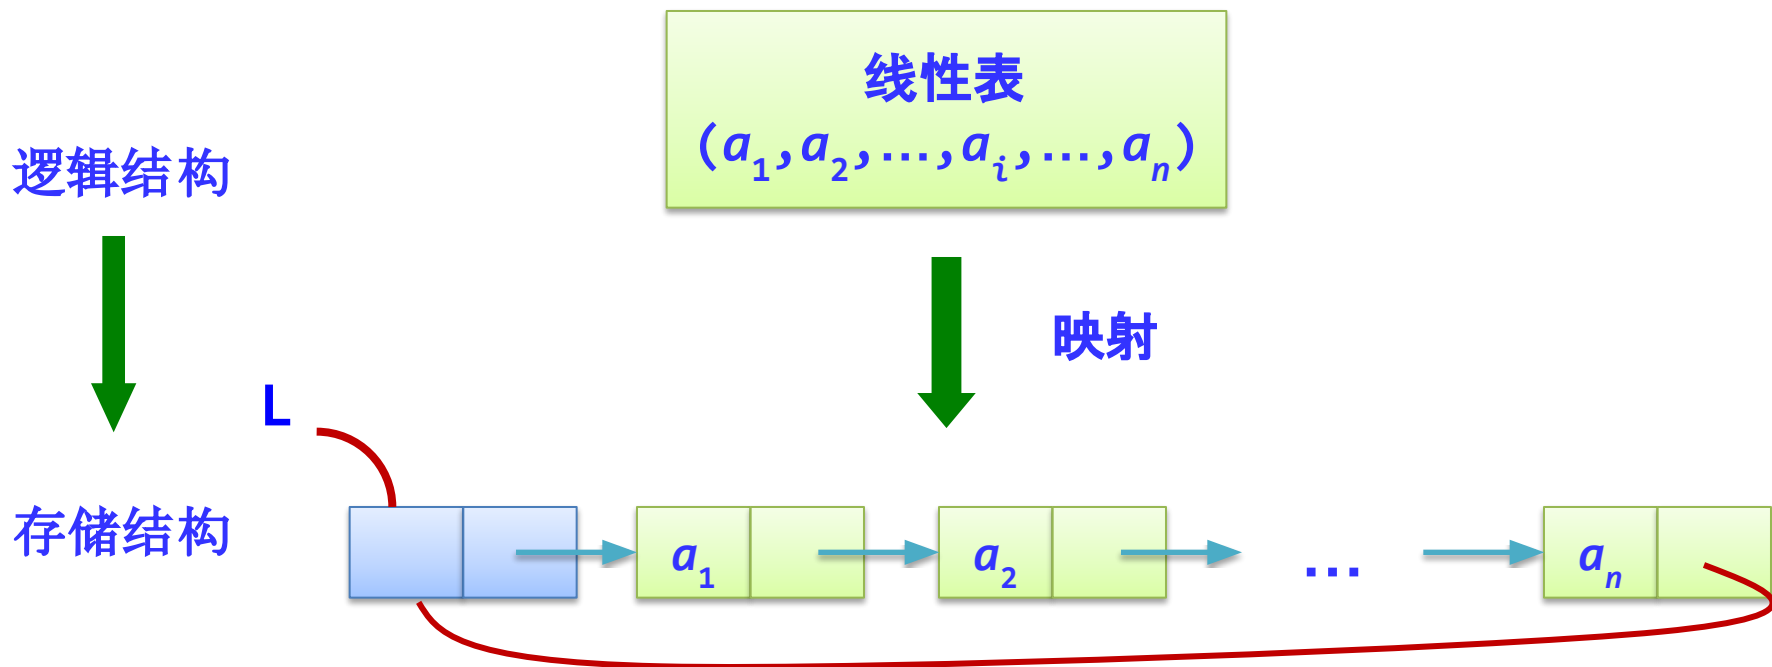 线性表
(a1,a2,…,ai,…,an)
逻辑结构
映射
L
存储结构
a1
a2
…
an